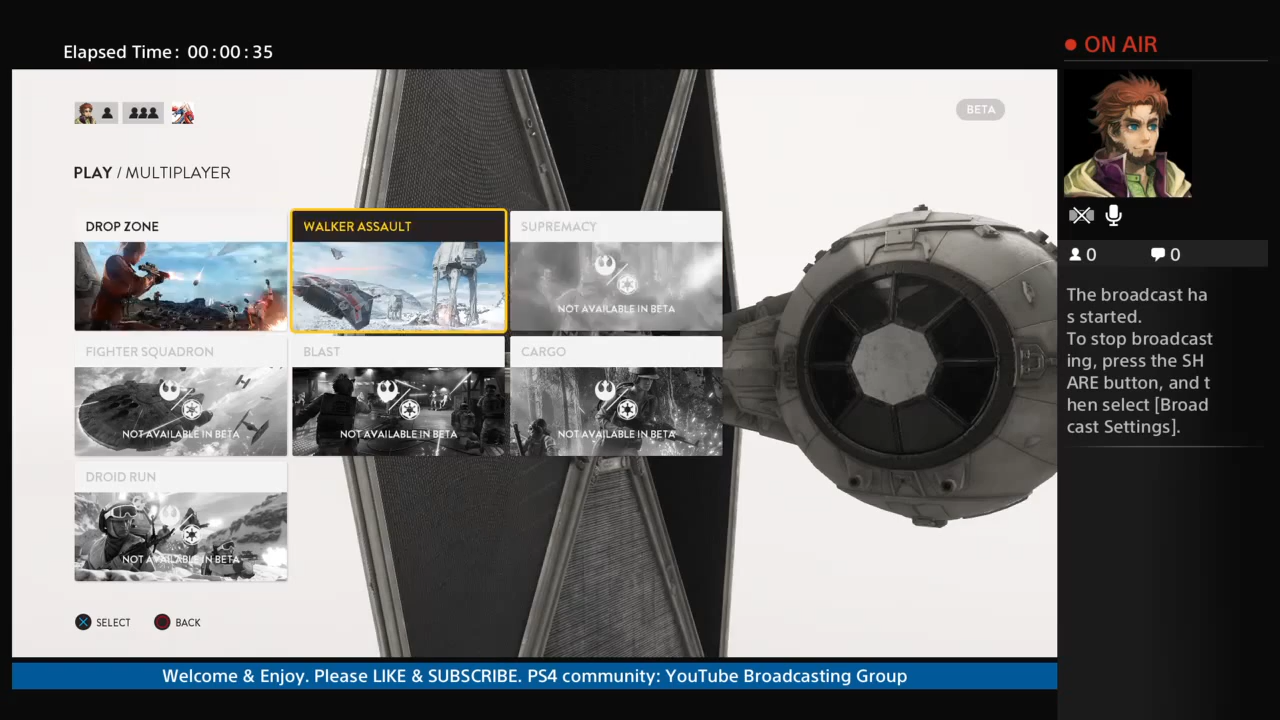 Elapsed Time: 00:00:35
ON AIR
BETA
PLAY / MULTIPLAYER
DROP ZONE
WALKER ASSAULT
SUPREMACY
NOT AVAILABLE IN BETA
FIGHTER SQUADRON
BLAST
CARGO
NOT AVAILABLE IN BETA
NOT AVAILABLE IN BETA
NOT AVAILABLE IN BETA
DROID RUN
NOT AVAILABLE IN BETA
SELECT
BACK
0
0
The broadcast ha
s started.
To stop broadcast
ing, press the SH
ARE button, and t
hen select [Broad
cast Settings].
Welcome & Enjoy. Please LIKE & SUBSCRIBE. PS4 community: YouTube Broadcasting Group